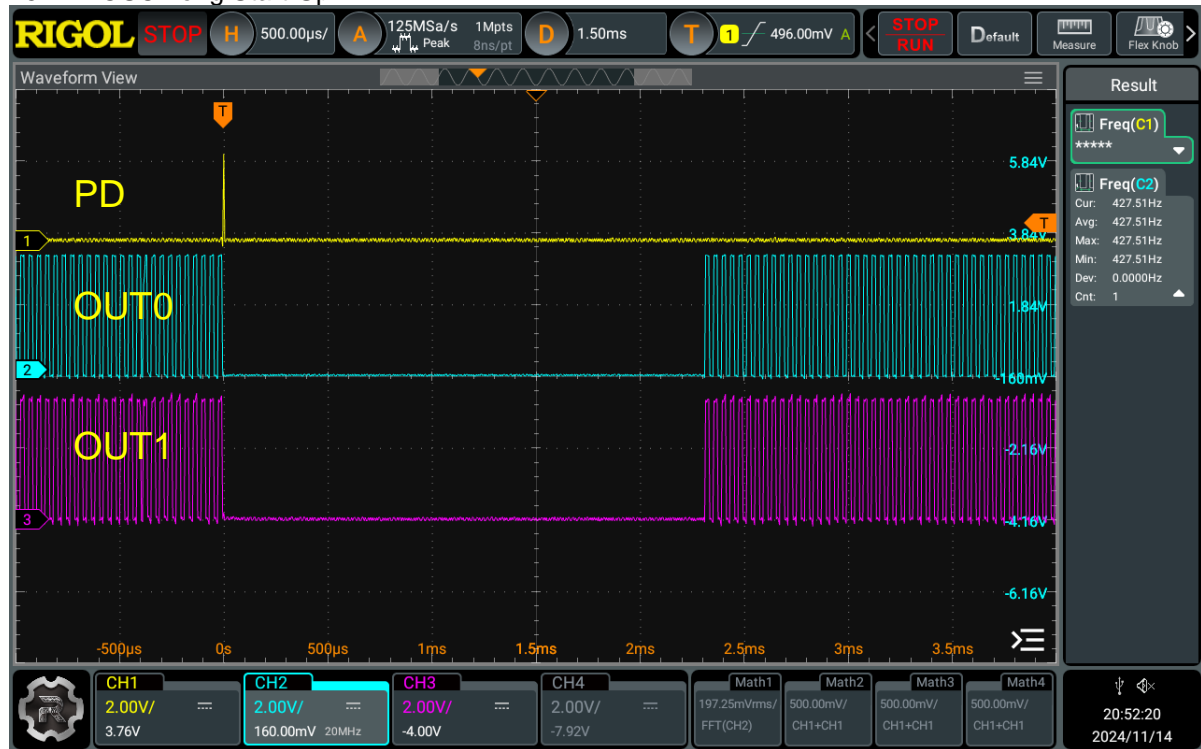 RIGOL STOP H 500.00µs/ A 125MSa/s 1Mpts Peak 8ns/pt D 1.50ms T 1 496.00mV A < STOP RUN Default Measure Flex Knob >
Waveform View
T
Result
Freq(C1)
*****
5.84V
PD
Freq(C2)
Cur: 427.51Hz
Avg: 427.51Hz
Max: 427.51Hz
Min: 427.51Hz
Dev: 0.0000Hz
Cnt: 1
T
1
3.84V
OUT0
1.84V
2
-160mV
OUT1
-2.16V
3
-4.16V
-6.16V
-500µs 0s 500µs 1ms 1.5ms 2ms 2.5ms 3ms 3.5ms
CH1 CH2 CH3 CH4 Math1 Math2 Math3 Math4
2.00V/ 2.00V/ 2.00V/ 2.00V/ 197.25mVrms/ 500.00mV/ 500.00mV/ 500.00mV/
3.76V 160.00mV 20MHz -4.00V -7.92V FFT(CH2) CH1+CH1 CH1+CH1 CH1+CH1
R
20:52:20
2024/11/14